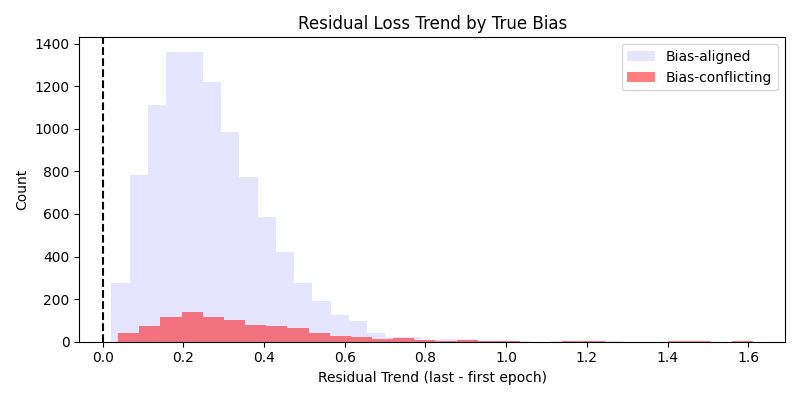 Residual Loss Trend by True Bias
Bias-aligned
Bias-conflicting
Count
1400
1200
1000
800
600
400
200
0
0.0 0.2 0.4 0.6 0.8 1.0 1.2 1.4 1.6
Residual Trend (last - first epoch)